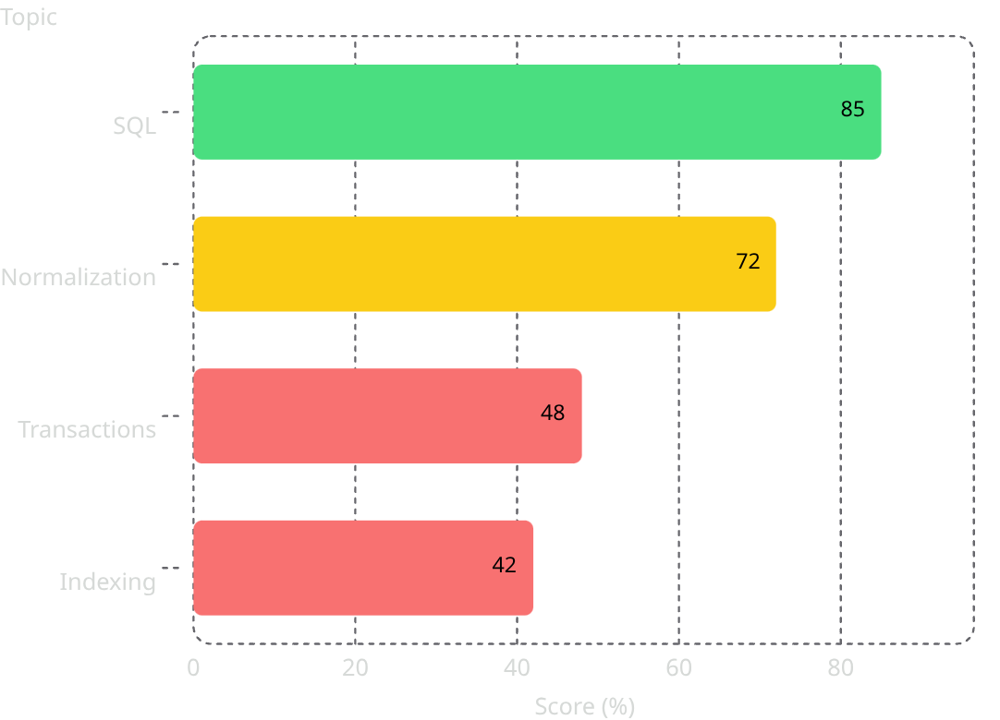 Topic
SQL
85
Normalization
72
Transactions
48
Indexing
42
0 20 40 60 80
Score (%)